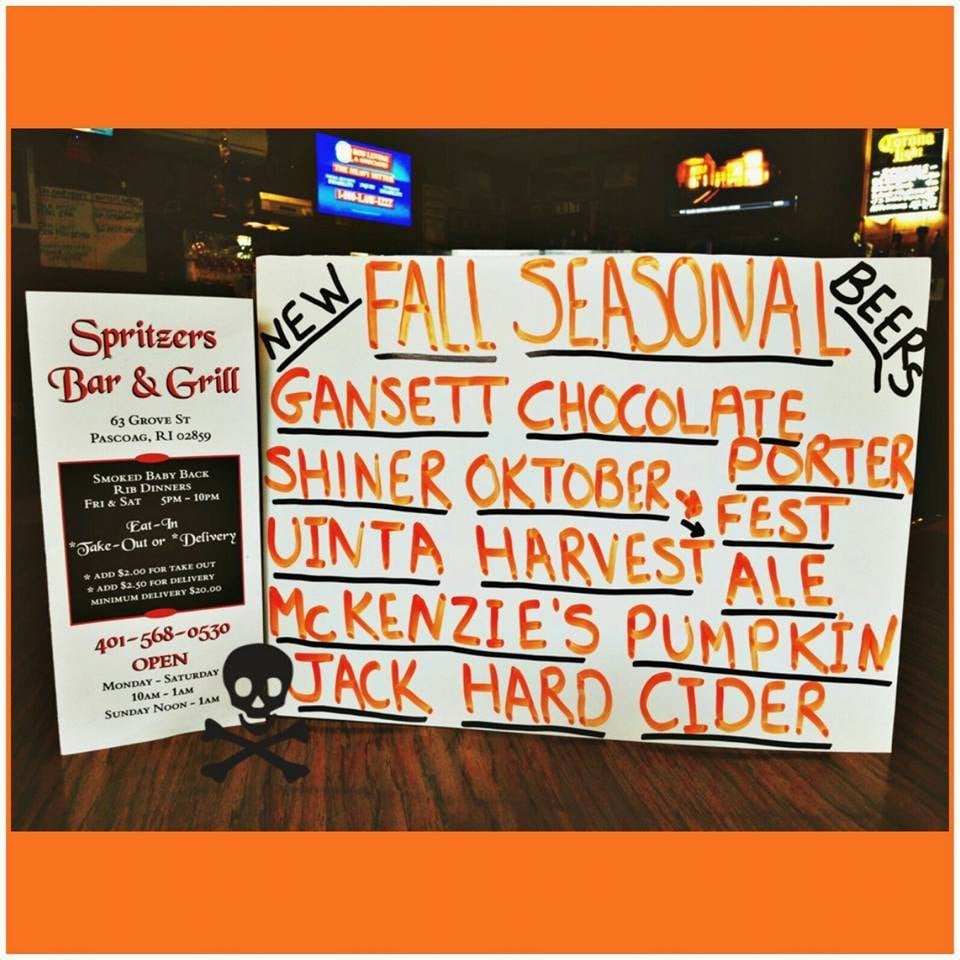 Spritzers
Bar & Grill
63 Grove St
Pascoag, RI 02859
Smoked Baby Back
Rib Dinners
Fri & Sat 5pm - 10pm
Eat-In
*Take-Out or *Delivery
* Add $2.00 for take out
* Add $2.50 for delivery
Minimum delivery $20.00
401-568-0530
OPEN
Monday - Saturday
10am - 1am
Sunday Noon - 1am
NEW FALL SEASONAL BEERS
GANSETT CHOCOLATE
PORTER
SHINER OKTOBER
FEST
UINTA HARVEST
ALE
McKENZIE'S PUMPKIN
JACK HARD CIDER
Corona
Light